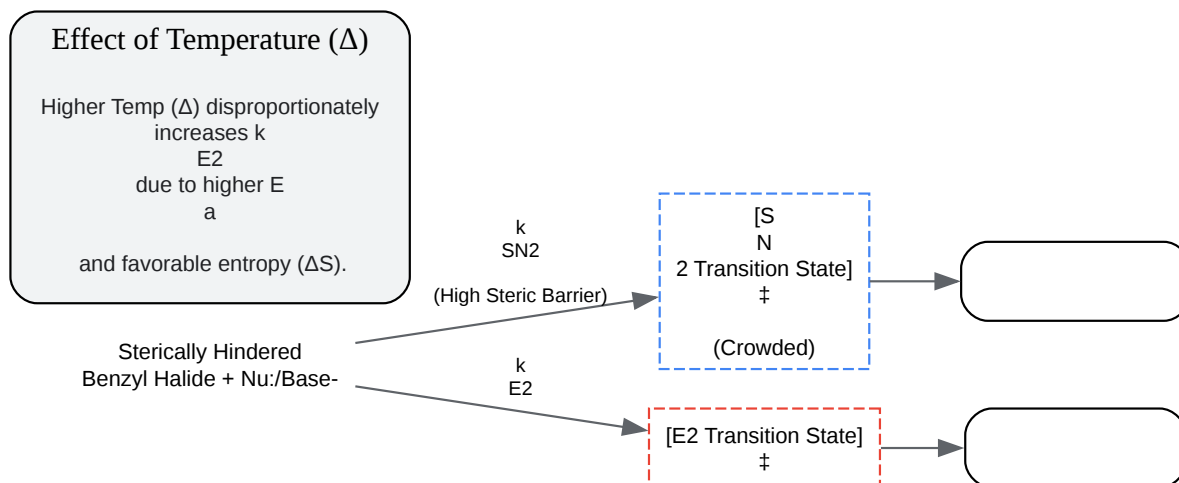 Effect of Temperature (Δ)
Higher Temp (Δ) disproportionately
increases k
E2
due to higher E
a
and favorable entropy (ΔS).
k
SN2
(High Steric Barrier)
Sterically Hindered
Benzyl Halide + Nu:/Base-
k
E2
[S
N
2 Transition State]
‡
(Crowded)
[E2 Transition State]
‡